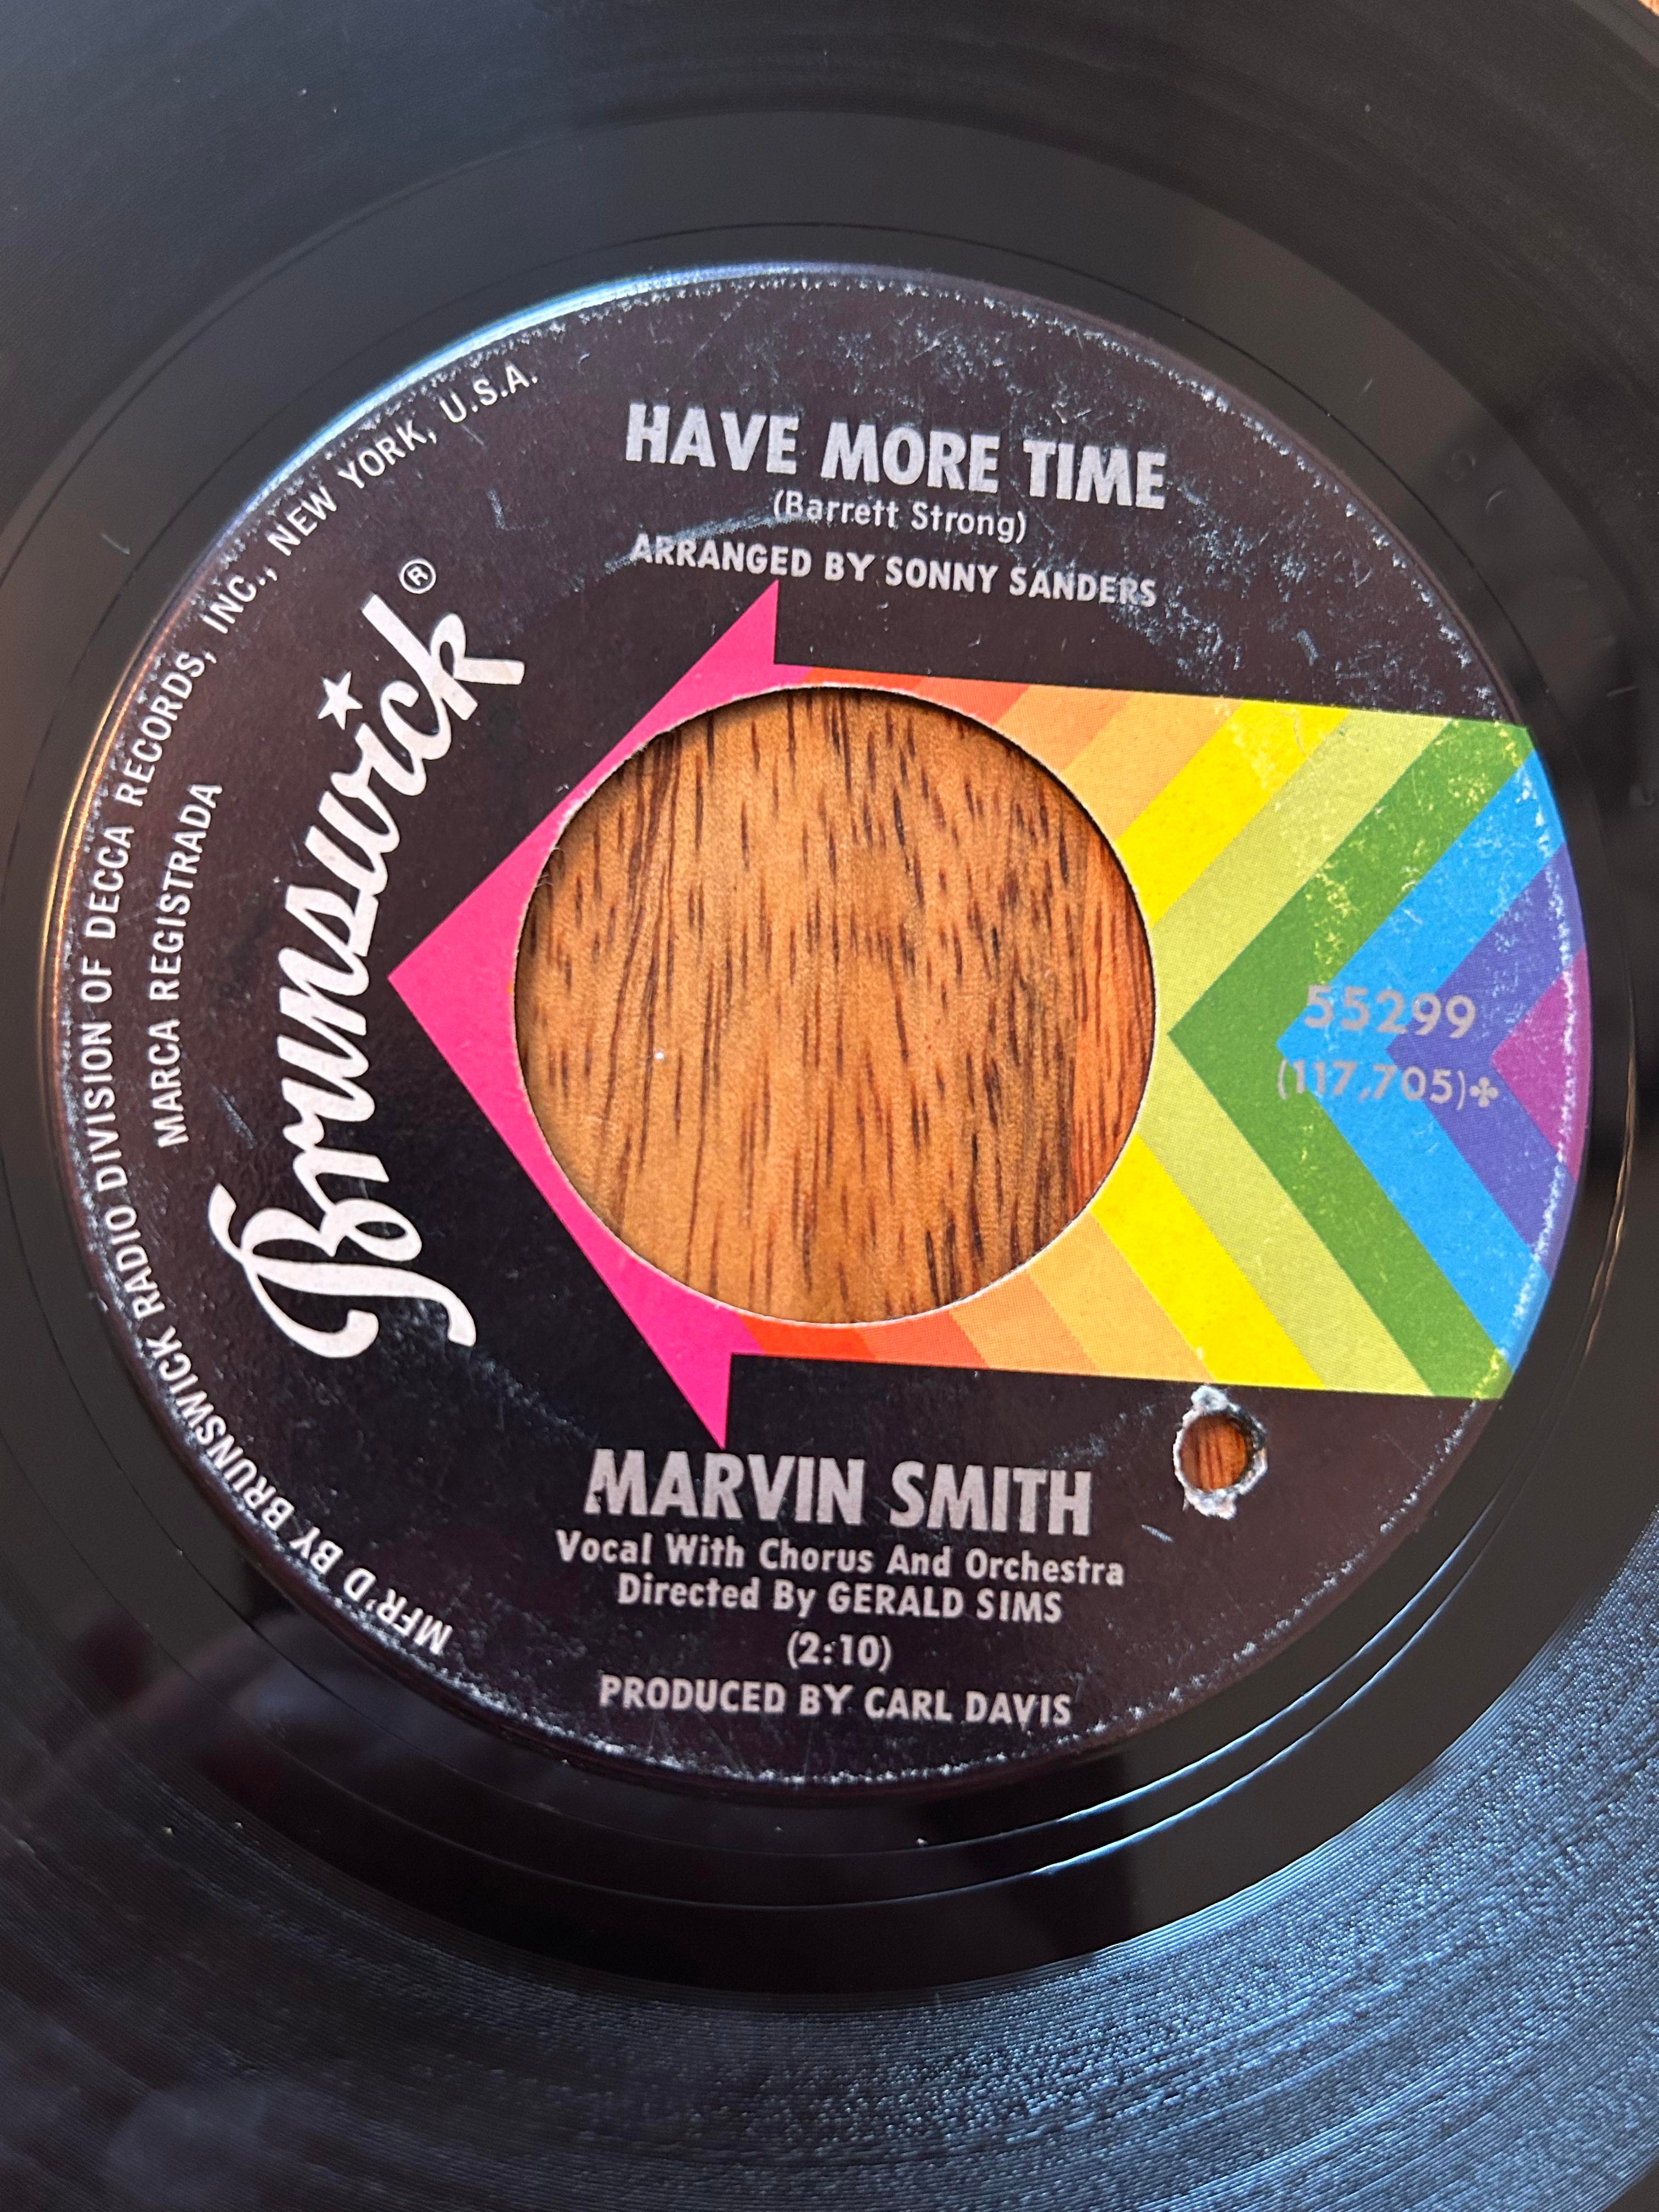 HAVE MORE TIME
(Barrett Strong)
ARRANGED BY SONNY SANDERS
Brunswick®
MARCA REGISTRADA
MFR'D BY BRUNSWICK RADIO DIVISION OF DECCA RECORDS, INC., NEW YORK, U.S.A.
55299
(117,705)✤
MARVIN SMITH
Vocal With Chorus And Orchestra
Directed By GERALD SIMS
(2:10)
PRODUCED BY CARL DAVIS